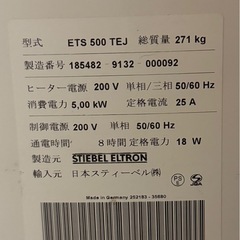 型式 ETS 500 TEJ 総質量 271 kg
製造番号 185482 - 9132 - 000092
ヒーター電源 200 V 単相/三相 50/60 Hz
消費電力 5,00 kW 定格電流 25 A
制御電源 200 V 単相 50/60 Hz
通電時間 8 時間 定格電力 18 W
製造元 STIEBEL ELTRON
輸入元 日本スティーベル㈱
Made in Germany 252183 - 35680